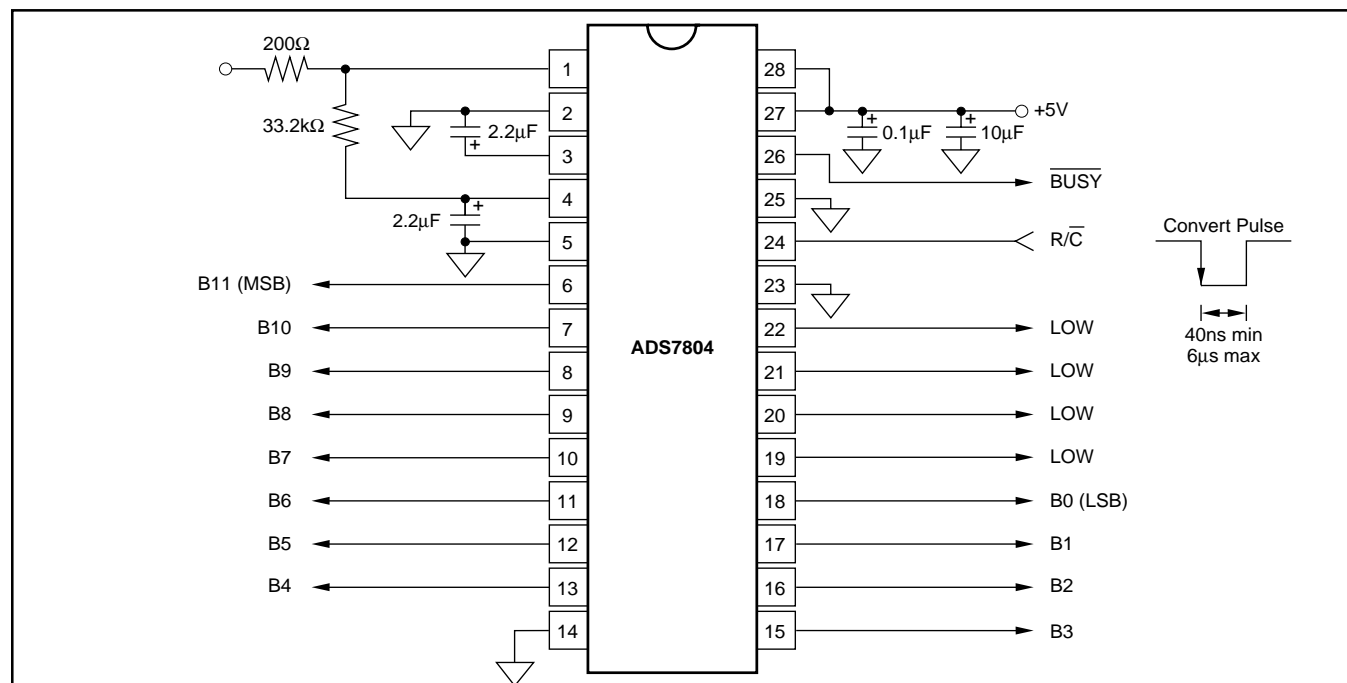 200Ω
33.2kΩ
2.2µF
+
2.2µF
+
B11 (MSB)
B10
B9
B8
B7
B6
B5
B4
1
2
3
4
5
6
7
8
9
10
11
12
13
14
ADS7804
28
27
26
25
24
23
22
21
20
19
18
17
16
15
+
0.1µF
+
10µF
+5V
BUSY
R/C
LOW
LOW
LOW
LOW
B0 (LSB)
B1
B2
B3
Convert Pulse
40ns min
6µs max